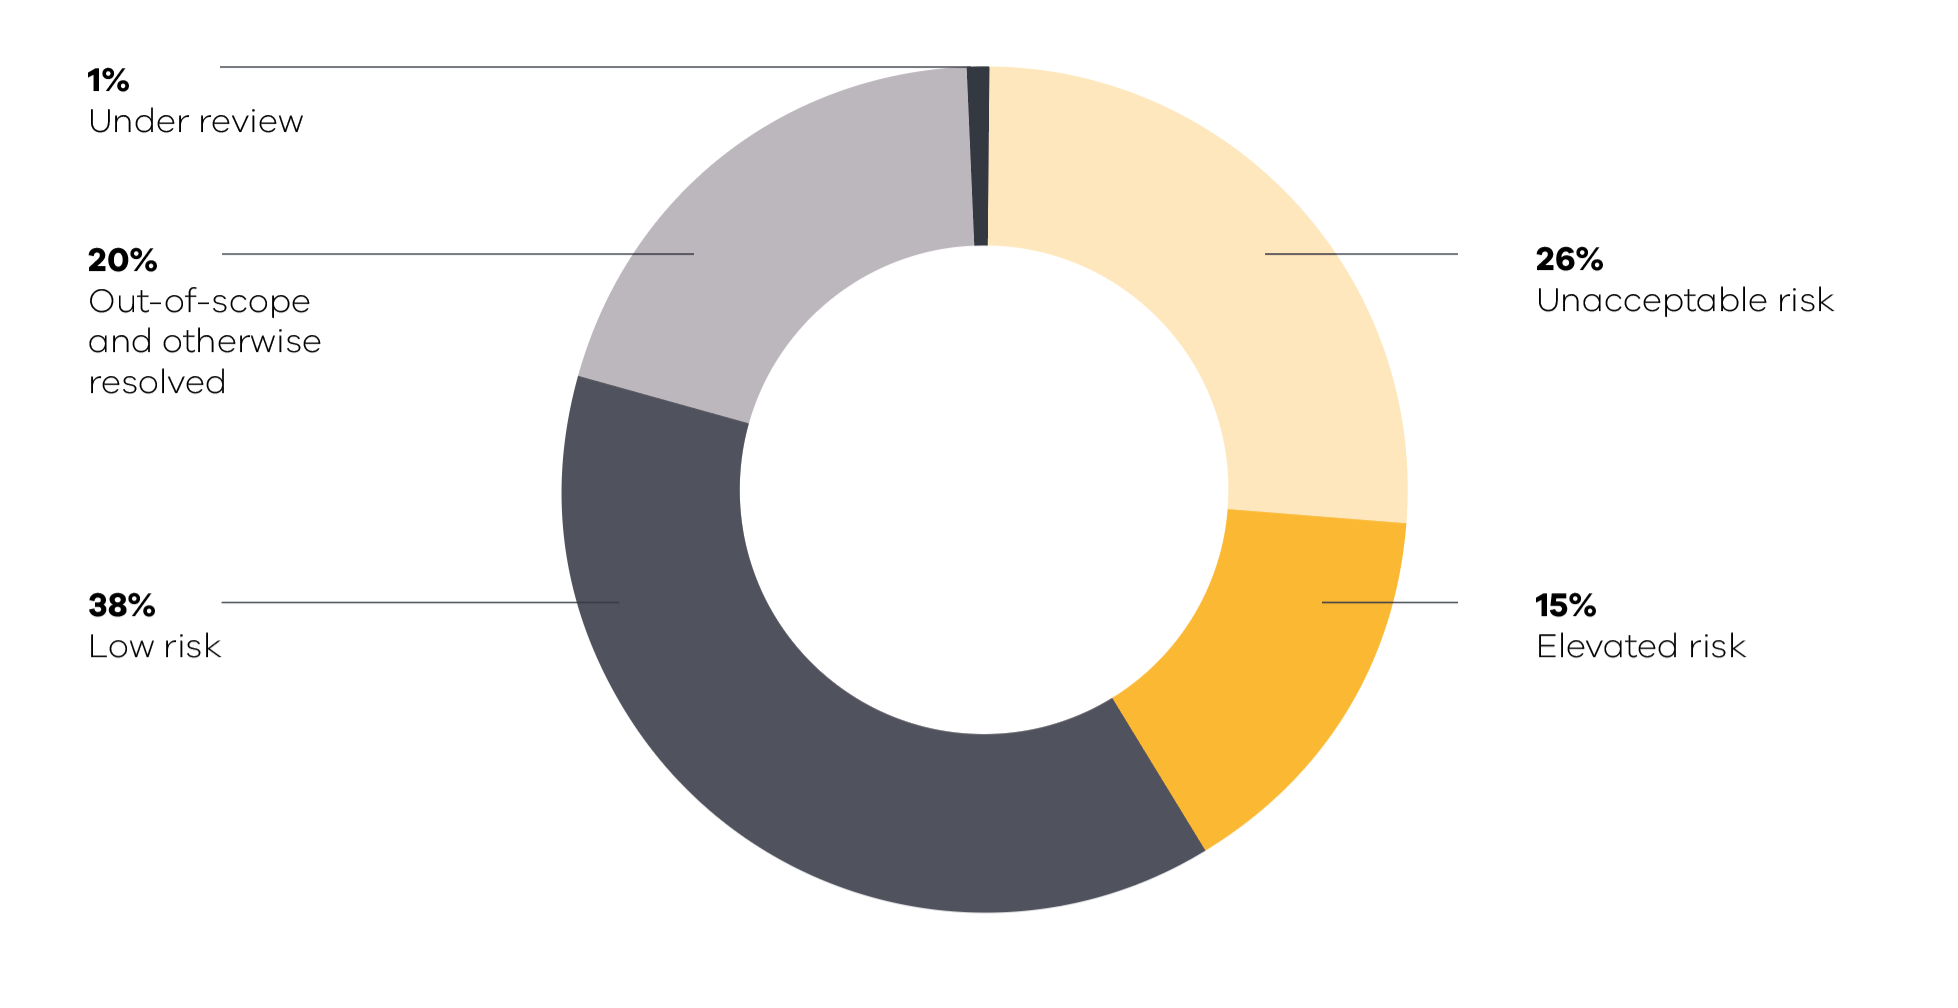 1%
Under review
20%
Out-of-scope
and otherwise
resolved
38%
Low risk
26%
Unacceptable risk
15%
Elevated risk